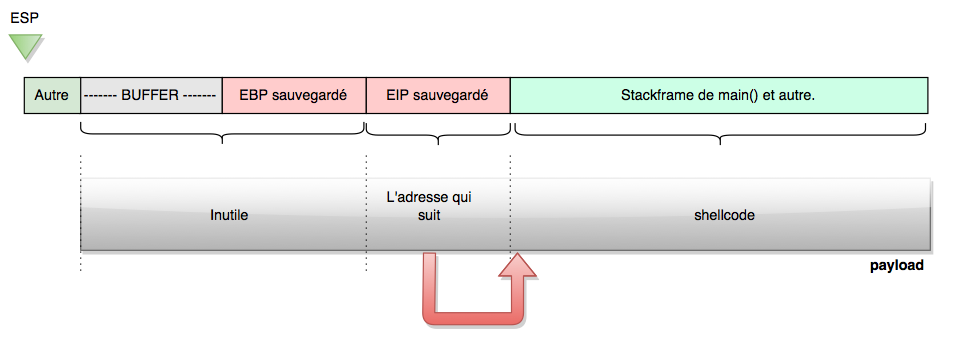 ESP
Autre
------- BUFFER -------
EBP sauvegardé
EIP sauvegardé
Stackframe de main() et autre.
Inutile
L'adresse qui
suit
shellcode
payload